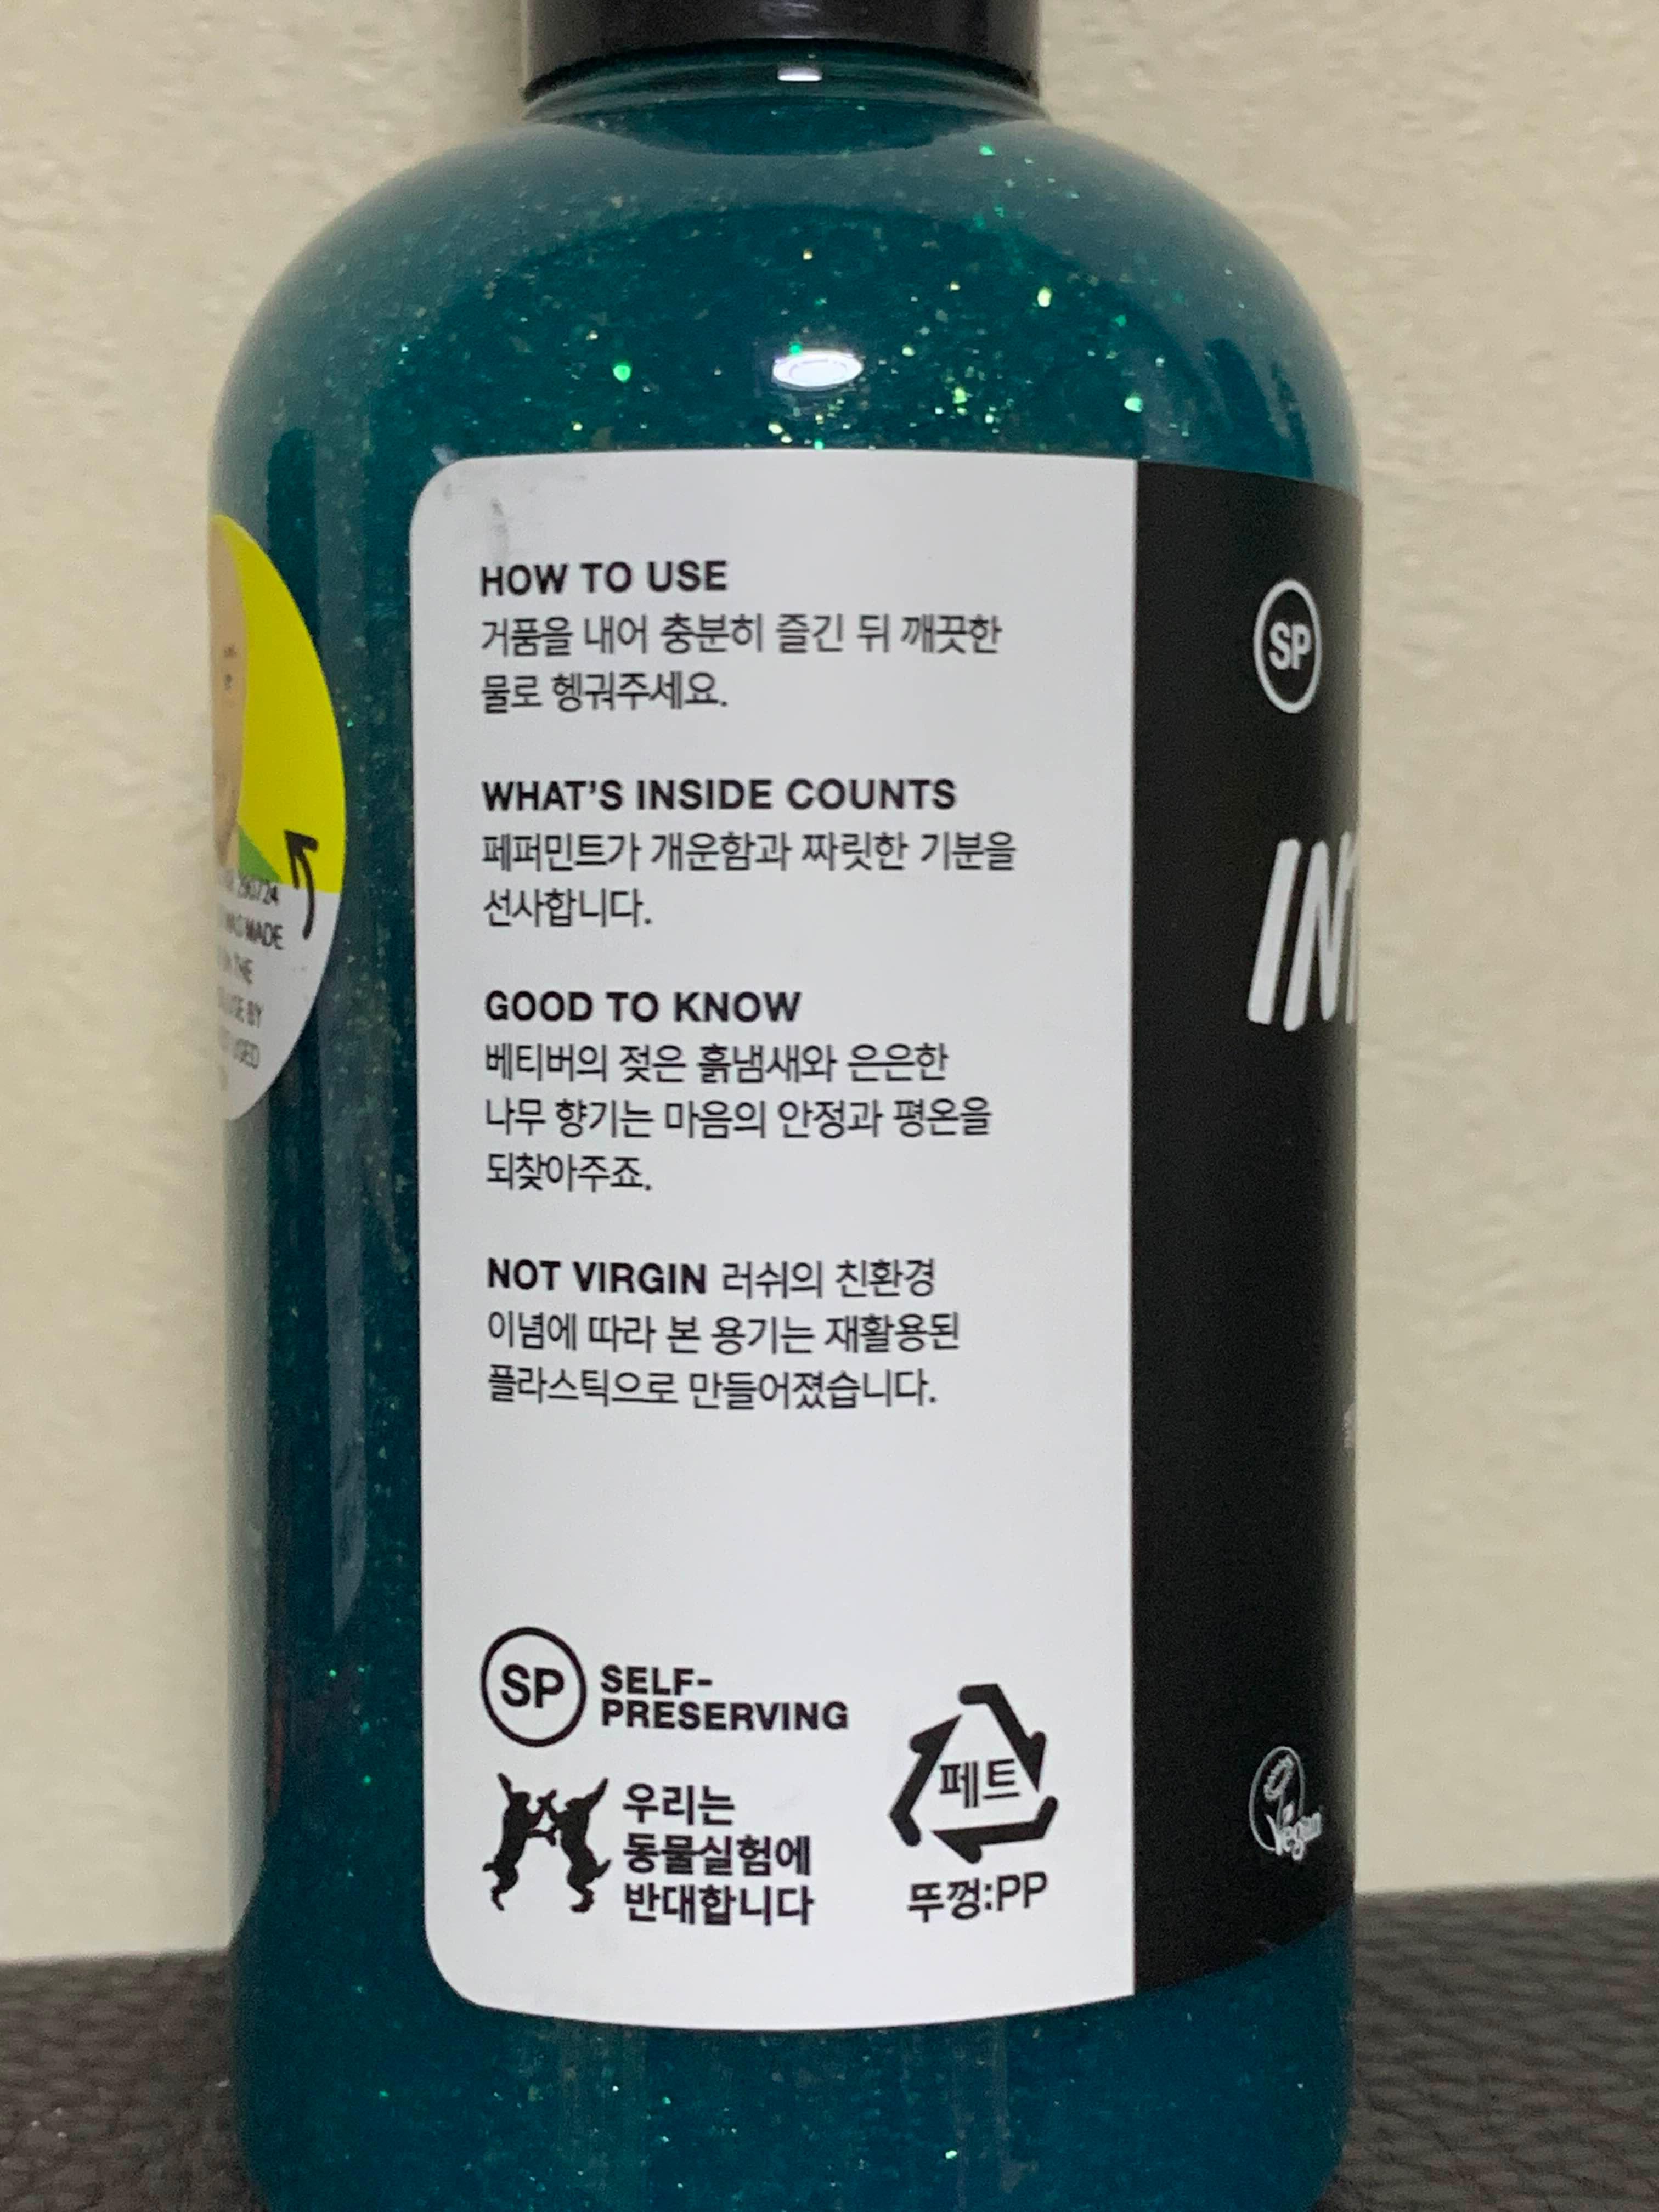 HOW TO USE
거품을 내어 충분히 즐긴 뒤 깨끗한
물로 헹궈주세요.
WHAT'S INSIDE COUNTS
페퍼민트가 개운함과 짜릿한 기분을
선사합니다.
GOOD TO KNOW
베티버의 젖은 흙냄새와 은은한
나무 향기는 마음의 안정과 평온을
되찾아주죠.
NOT VIRGIN 러쉬의 친환경
이념에 따라 본 용기는 재활용된
플라스틱으로 만들어졌습니다.
SP SELF-
PRESERVING
우리는
동물실험에
반대합니다
페트
뚜껑:PP
SP
Vegan
290724
MADE
THE
BY